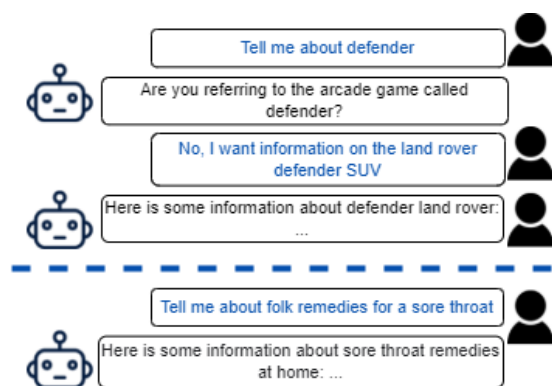 Tell me about defender
Are you referring to the arcade game called
defender?
No, I want information on the land rover
defender SUV
Here is some information about defender land rover:
...
Tell me about folk remedies for a sore throat
Here is some information about sore throat remedies
at home: ...